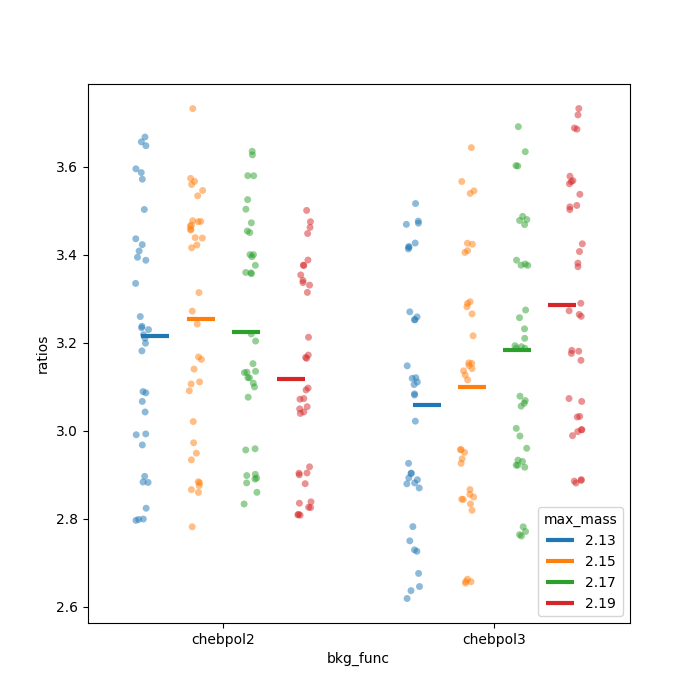 3.6
3.4
3.2
3.0
2.8
2.6
ratios
chebpol2
chebpol3
bkg_func
max_mass
2.13
2.15
2.17
2.19